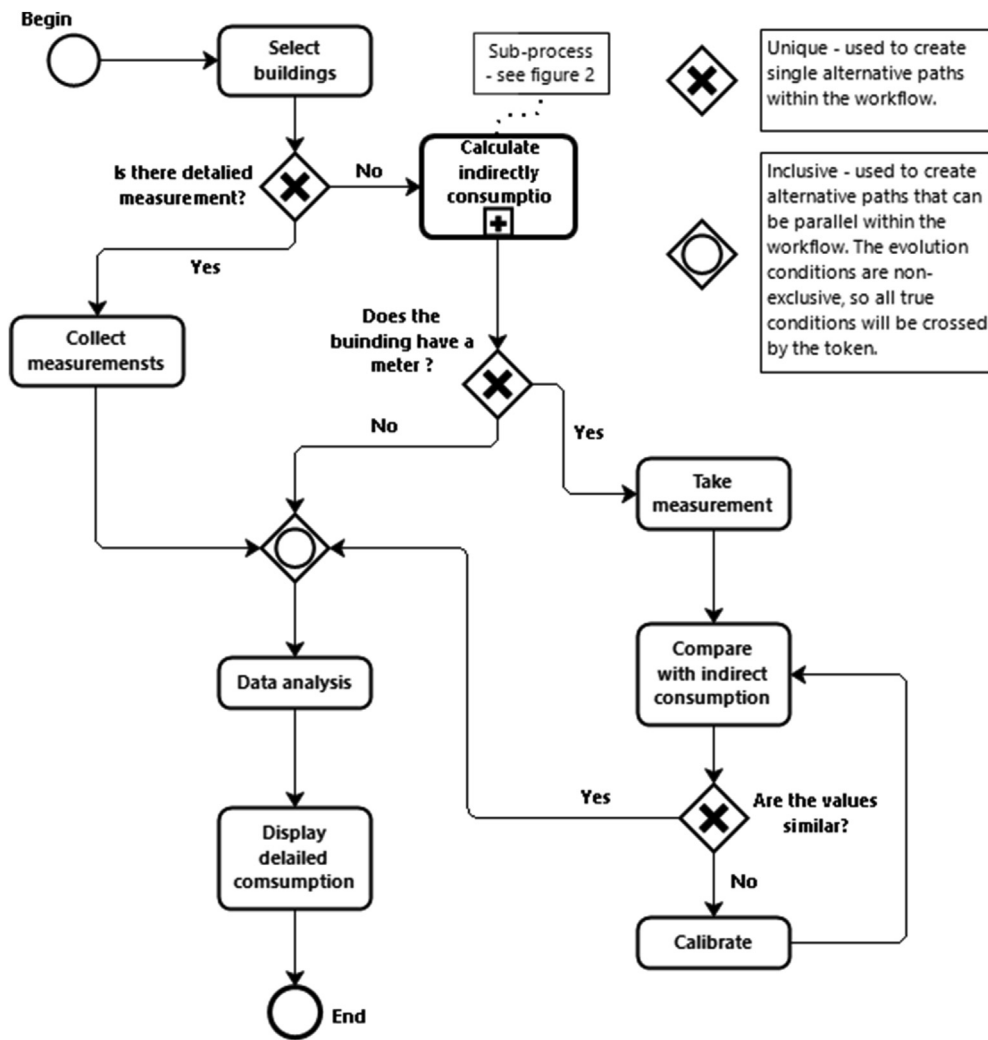 Begin
Select
buildings
Sub-process
- see figure 2
Unique - used to create
single alternative paths
within the workflow.
Is there detalied
measurement?
No
Calculate
indirectly
consumptio
Inclusive - used to create
alternative paths that can
be parallel within the
workflow. The evolution
conditions are non-
exclusive, so all true
conditions will be crossed
by the token.
Yes
Collect
measuremensts
Does the
buinding have a
meter ?
No
Yes
Take
measurement
Compare
with indirect
consumption
Data analysis
Yes
Are the values
similar?
Display
delailed
comsumption
No
Calibrate
End